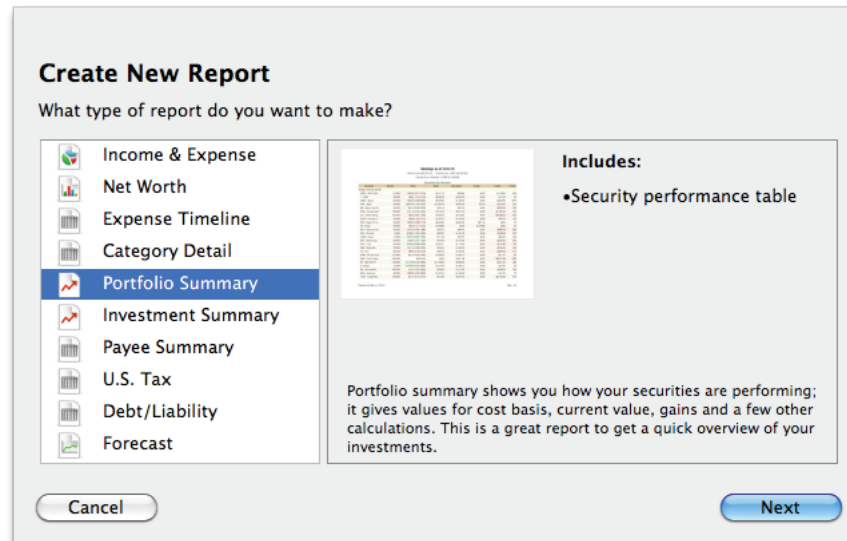 Create New Report
What type of report do you want to make?
Income & Expense
Net Worth
Expense Timeline
Category Detail
Portfolio Summary
Investment Summary
Payee Summary
U.S. Tax
Debt/Liability
Forecast
Includes:
•Security performance table
Portfolio summary shows you how your securities are performing;
it gives values for cost basis, current value, gains and a few other
calculations. This is a great report to get a quick overview of your
investments.
Cancel
Next